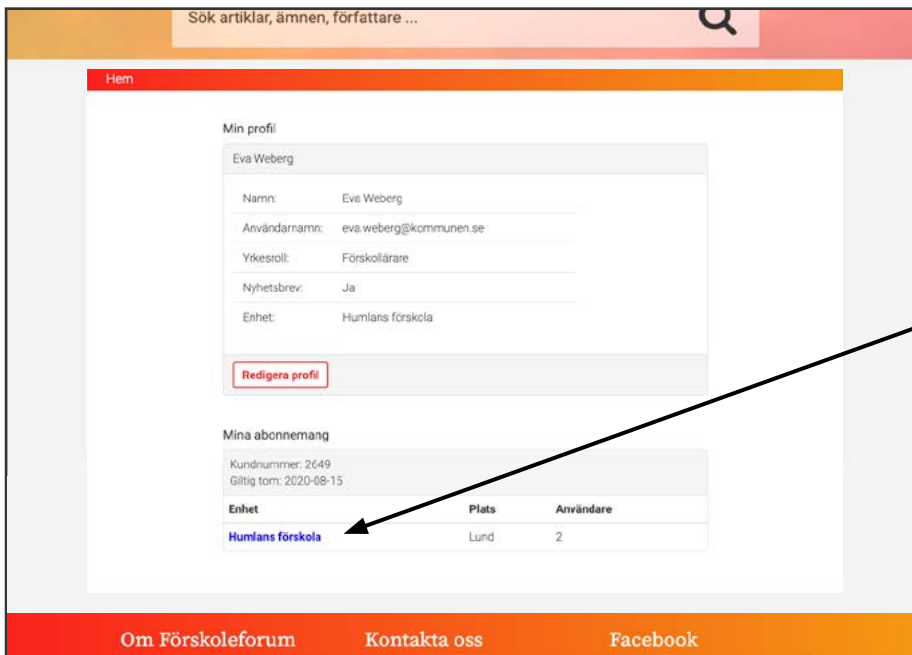 Sök artiklar, ämnen, författare ...
Hem
Min profil
Eva Weberg
Namn: Eva Weberg
Användarnamn: eva.weberg@kommunen.se
Yrkesroll: Förskollärare
Nyhetsbrev: Ja
Enhet: Humlans förskola
Redigera profil
Mina abonnemang
Kundnummer: 2649
Giltig tom: 2020-08-15
Enhet Plats Användare
Humlans förskola Lund 2
Om Förskoleforum Kontakta oss Facebook